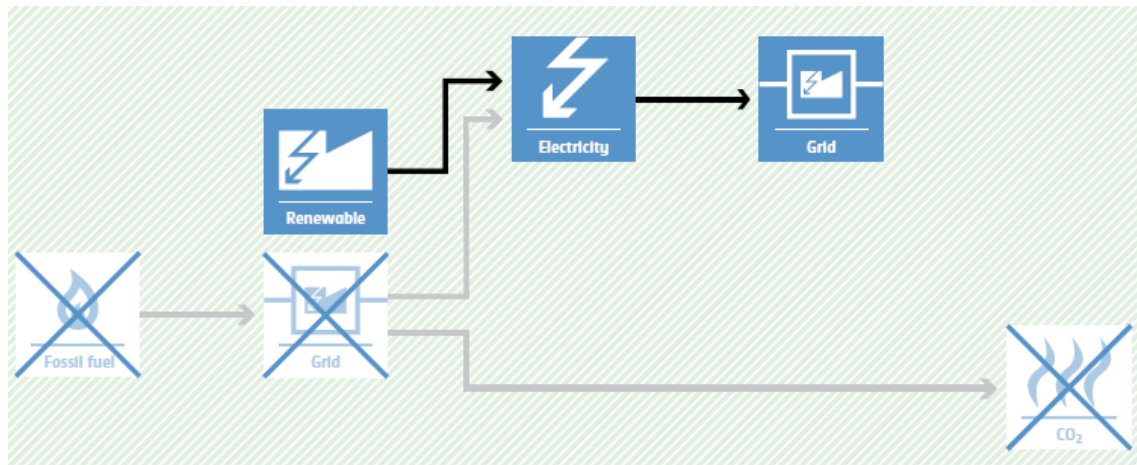 Electricity
Grid
Renewable
Fossil fuel
Grid
CO₂